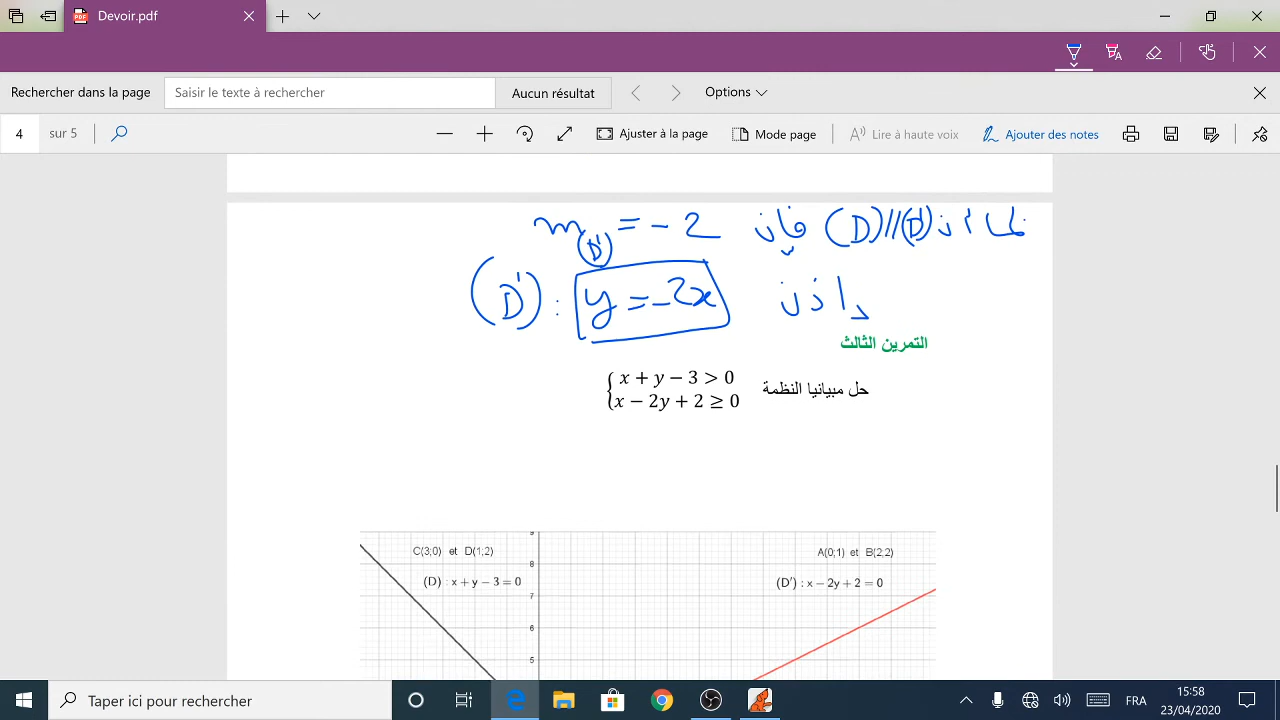 Devoir.pdf
Rechercher dans la page Saisir le texte à rechercher Aucun résultat Options
4 sur 5 Ajuster à la page Mode page Lire à haute voix Ajouter des notes
بما أن (D)//(D') فإن m(D') = -2
إذن (D') : y = -2x
التمرين الثالث
حل مبيانيا النظمة { x + y − 3 > 0
x − 2y + 2 ≥ 0
9
C(3;0) et D(1;2) A(0;1) et B(2;2)
8
(D) : x + y − 3 = 0 (D') : x − 2y + 2 = 0
7
6
5
Taper ici pour rechercher FRA 15:58
23/04/2020